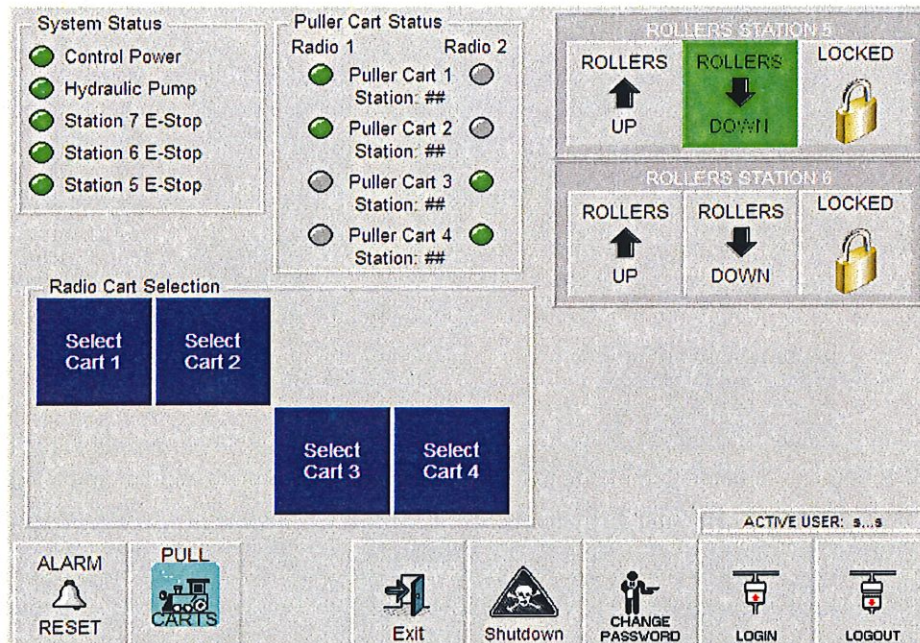 System Status
Control Power
Hydraulic Pump
Station 7 E-Stop
Station 6 E-Stop
Station 5 E-Stop
Puller Cart Status
Radio 1 Radio 2
Puller Cart 1
Station: ##
Puller Cart 2
Station: ##
Puller Cart 3
Station: ##
Puller Cart 4
Station: ##
ROLLERS STATION 5
ROLLERS ROLLERS LOCKED
UP DOWN
ROLLERS STATION 6
ROLLERS ROLLERS LOCKED
UP DOWN
Radio Cart Selection
Select Select
Cart 1 Cart 2
Select Select
Cart 3 Cart 4
ACTIVE USER: s...s
ALARM
RESET
PULL
CARTS
Exit
Shutdown
CHANGE
PASSWORD
LOGIN
LOGOUT